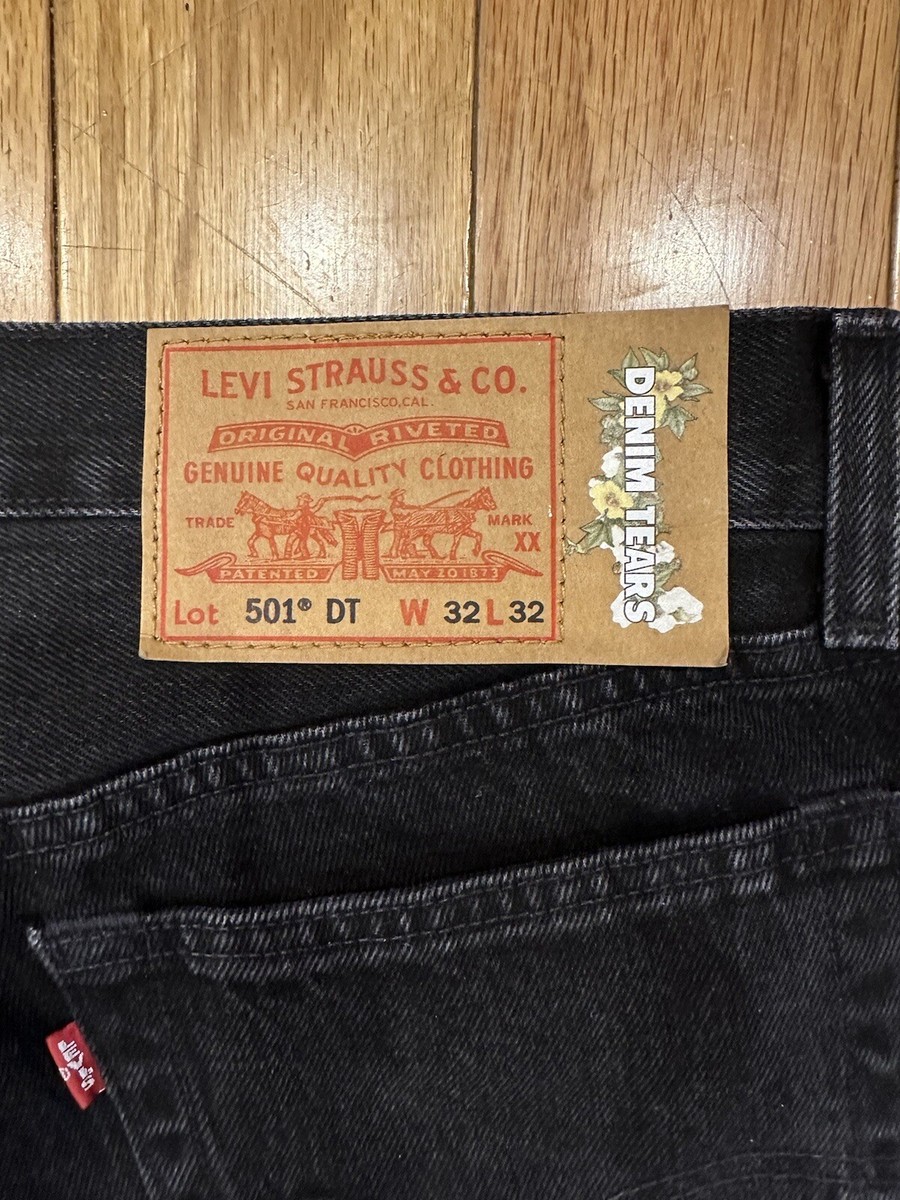 LEVI STRAUSS & CO.
SAN FRANCISCO, CAL.
ORIGINAL RIVETED
GENUINE QUALITY CLOTHING
TRADE MARK
XX
PATENTED MAY 20 1873
Lot 501® DT W 32 L 32
DENIM TEARS
LEVI'S
®